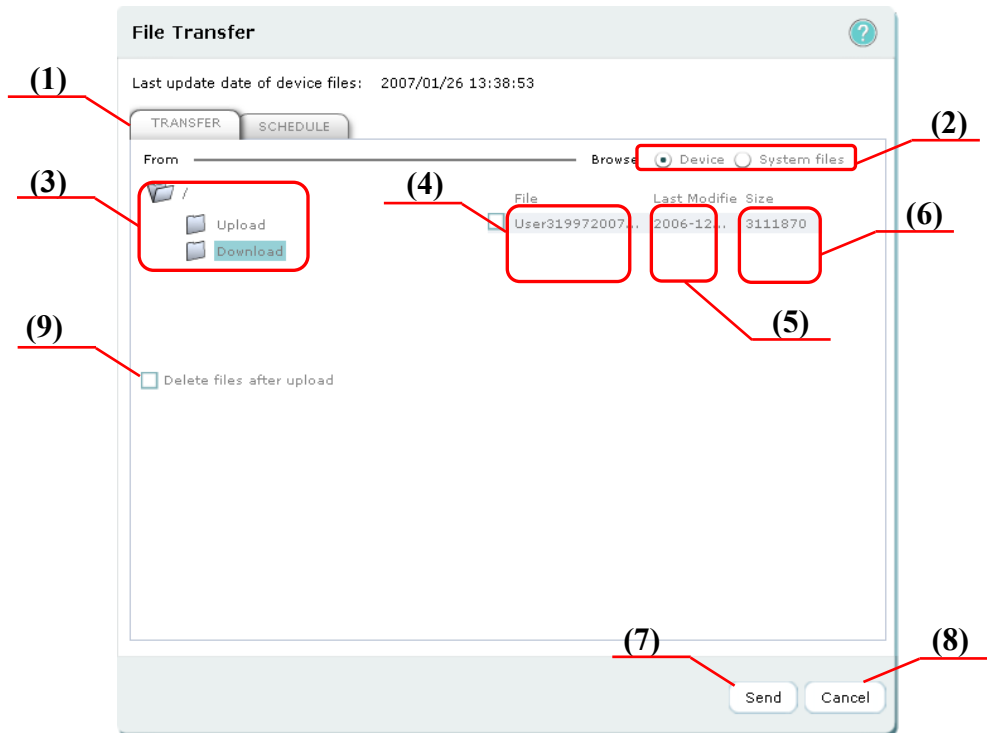 File Transfer
?
(1)
Last update date of device files: 2007/01/26 13:38:53
TRANSFER SCHEDULE
(2)
From Browse Device System files
(3)
(4)
/
File Last Modifie Size
(6)
Upload
User319972007... 2006-12... 3111870
Download
(5)
(9)
Delete files after upload
(7)
(8)
Send Cancel